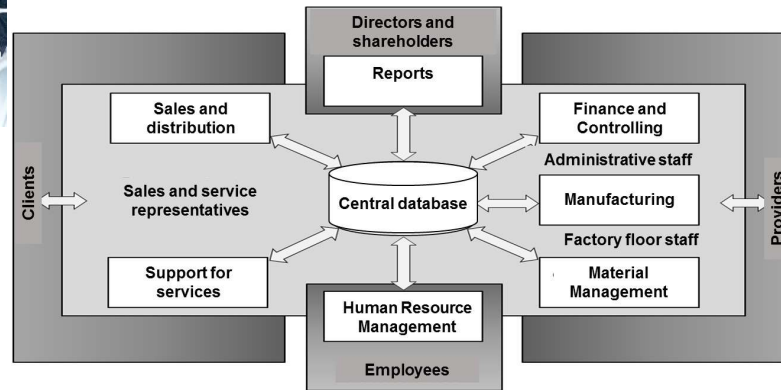 Directors and
shareholders
Reports
Sales and
distribution
Finance and
Controlling
Administrative staff
Clients
Sales and service
representatives
Central database
Manufacturing
Providers
Factory floor staff
Support for
services
Material
Management
Human Resource
Management
Employees